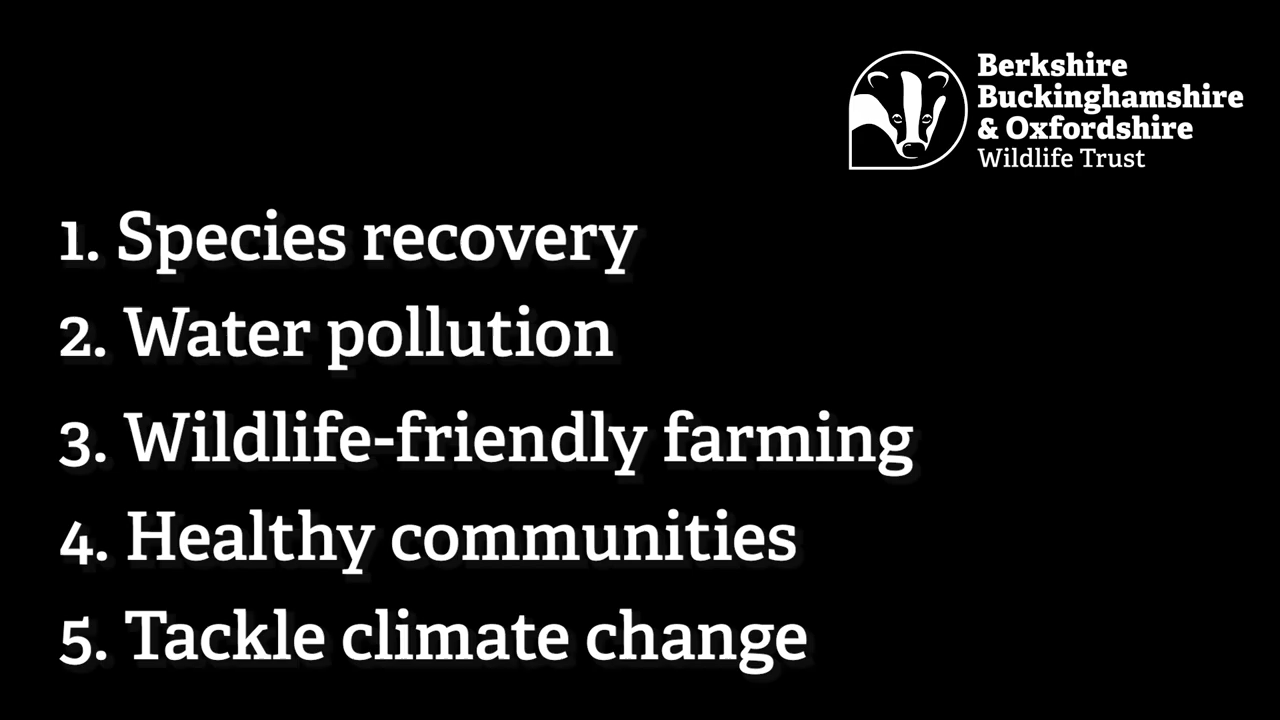 Berkshire
Buckinghamshire
& Oxfordshire
Wildlife Trust
1. Species recovery
2. Water pollution
3. Wildlife-friendly farming
4. Healthy communities
5. Tackle climate change